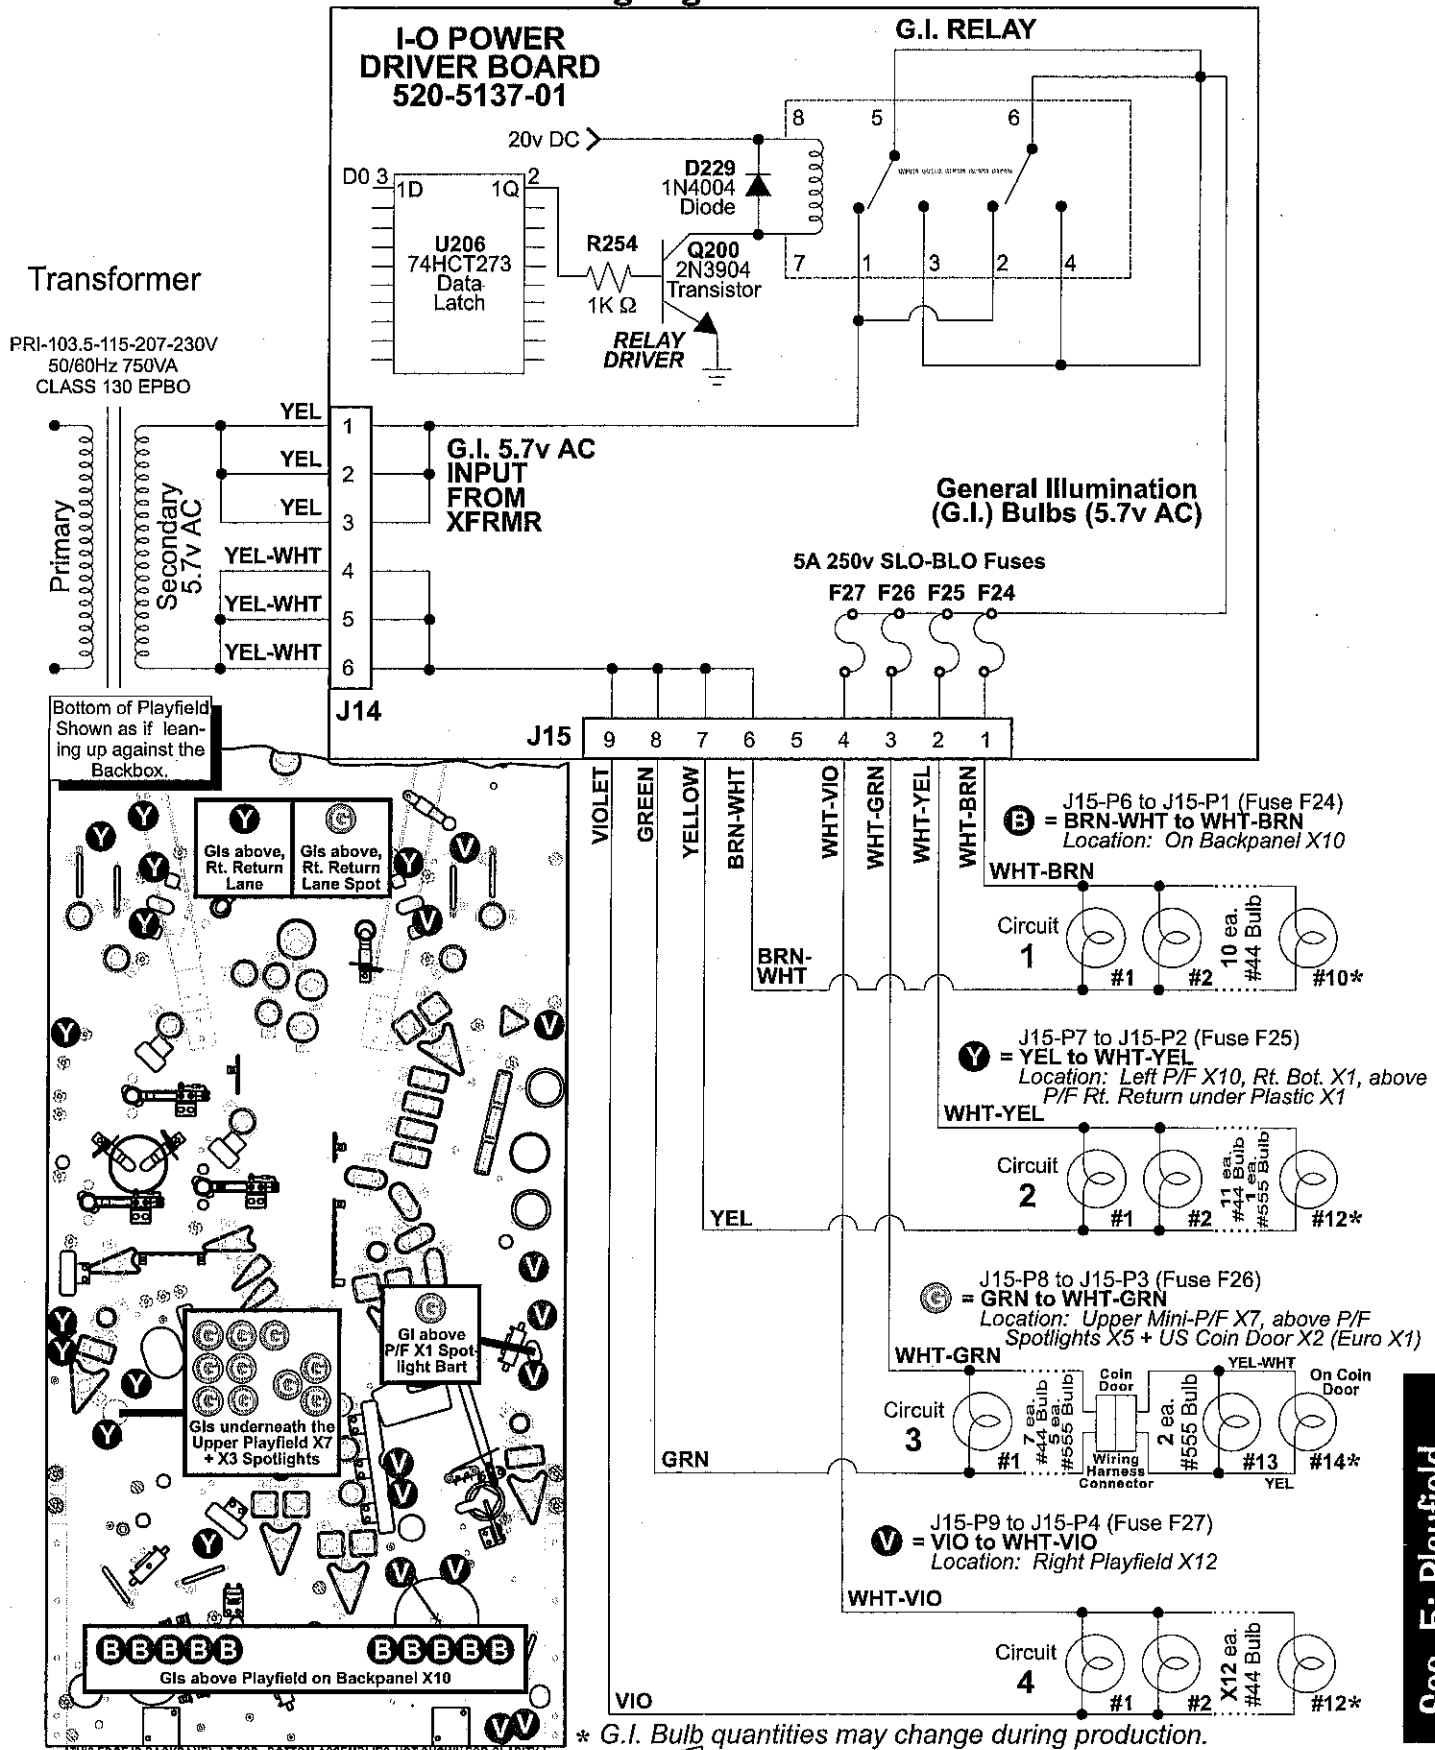 I-O POWER
DRIVER BOARD
520-5137-01
G.I. RELAY
20v DC
8
5
6
D229
1N4004
Diode
D0 3
1D
1Q
2
U206
74HCT273
Data
Latch
R254
1K Ω
Q200
2N3904
Transistor
RELAY
DRIVER
7
1
3
2
4
Transformer
PRI-103.5-115-207-230V
50/60Hz 750VA
CLASS 130 EPBO
Primary
Secondary
5.7v AC
YEL
YEL
YEL
YEL-WHT
YEL-WHT
YEL-WHT
1
2
3
4
5
6
J14
G.I. 5.7v AC
INPUT
FROM
XFRMR
General Illumination
(G.I.) Bulbs (5.7v AC)
5A 250v SLO-BLO Fuses
F27 F26 F25 F24
J15
9 8 7 6 5 4 3 2 1
VIOLET
GREEN
YELLOW
BRN-WHT
WHT-VIO
WHT-GRN
WHT-YEL
WHT-BRN
Bottom of Playfield
Shown as if lean-
ing up against the
Backbox.
Y
GIs above,
Rt. Return
Lane
G
GIs above,
Rt. Return
Lane Spot
Y
Y
Y
Y
Y
V
V
Y
V
V
V
V
G
GI above
P/F X1 Spot-
light Bart
Y
Y
Y
Y
G G G
G G G G
G G G
GIs underneath the
Upper Playfield X7
+ X3 Spotlights
V
V
Y
V V
B B B B B B B B B B
GIs above Playfield on Backpanel X10
V V
B
J15-P6 to J15-P1 (Fuse F24)
= BRN-WHT to WHT-BRN
Location: On Backpanel X10
WHT-BRN
Circuit
1
BRN-
WHT
#1
#2
10 ea.
#44 Bulb
#10*
Y
J15-P7 to J15-P2 (Fuse F25)
= YEL to WHT-YEL
Location: Left P/F X10, Rt. Bot. X1, above
P/F Rt. Return under Plastic X1
WHT-YEL
Circuit
2
YEL
#1
#2
11 ea.
#44 Bulb
1 ea.
#555 Bulb
#12*
G
J15-P8 to J15-P3 (Fuse F26)
= GRN to WHT-GRN
Location: Upper Mini-P/F X7, above P/F
Spotlights X5 + US Coin Door X2 (Euro X1)
WHT-GRN
Circuit
3
GRN
#1
7 ea.
#44 Bulb
5 ea.
#555 Bulb
Coin
Door
Wiring
Harness
Connector
2 ea.
#555 Bulb
YEL-WHT
On Coin
Door
#13
#14*
YEL
V
J15-P9 to J15-P4 (Fuse F27)
= VIO to WHT-VIO
Location: Right Playfield X12
WHT-VIO
Circuit
4
VIO
#1
#2
X12 ea.
#44 Bulb
#12*
* G.I. Bulb quantities may change during production.